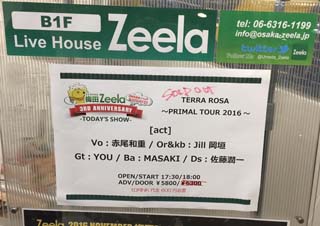 B1F
Live House Zeela
tel: 06-6316-1199
info@osaka-zeela.jp
twitter
Follow Me @Umeda_Zeela
梅田Zeela
3RD ANNIVERSARY
-TODAY'S SHOW-
SOLD OUT
TERRA ROSA
～PRIMAL TOUR 2016～
[act]
Vo：赤尾和重 / Or&kb：Jill 岡垣
Gt：YOU / Ba：MASAKI / Ds：佐藤潤一
OPEN/START 17:30/18:00
ADV/DOOR ¥5800/¥6300
Zeela 2016 NOVEMBER